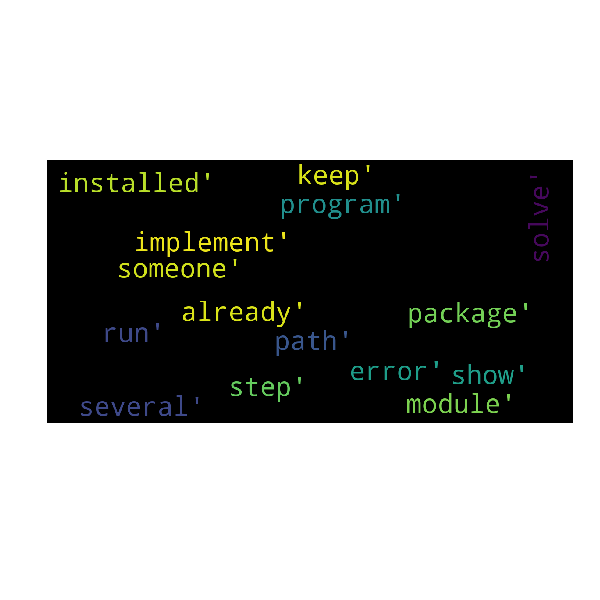 keep'
installed'
program'
solve'
implement'
someone'
already'
package'
run'
path'
error'
show'
step'
module'
several'